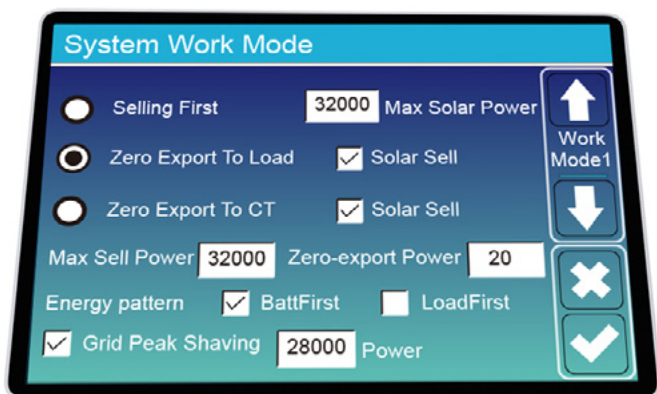 System Work Mode
Selling First 32000 Max Solar Power
Work
Mode1
Zero Export To Load Solar Sell
Zero Export To CT Solar Sell
Max Sell Power 32000 Zero-export Power 20
Energy pattern BattFirst LoadFirst
Grid Peak Shaving 28000 Power